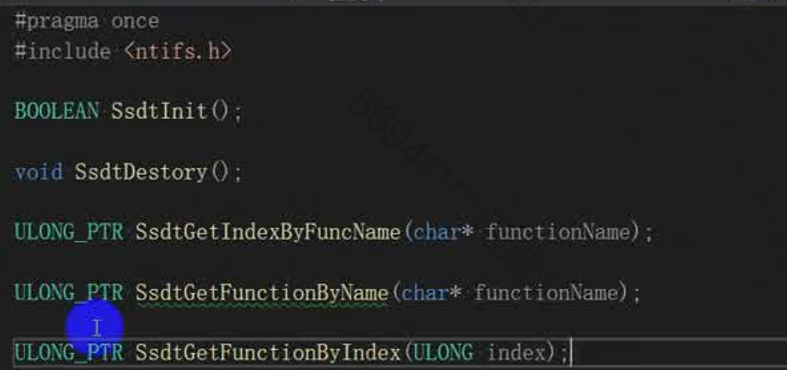 #pragma once
#include <ntifs.h>
BOOLEAN SsdtInit();
void SsdtDestory();
ULONG_PTR SsdtGetIndexByFuncName(char* functionName);
ULONG_PTR SsdtGetFunctionByName(char* functionName);
ULONG_PTR SsdtGetFunctionByIndex(ULONG index);